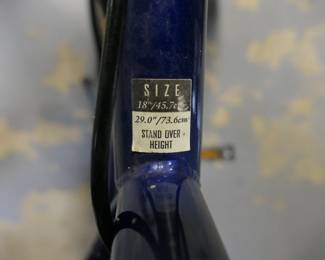 SIZE
18"/45.7cm
29.0"/73.6cm
STAND OVER
HEIGHT